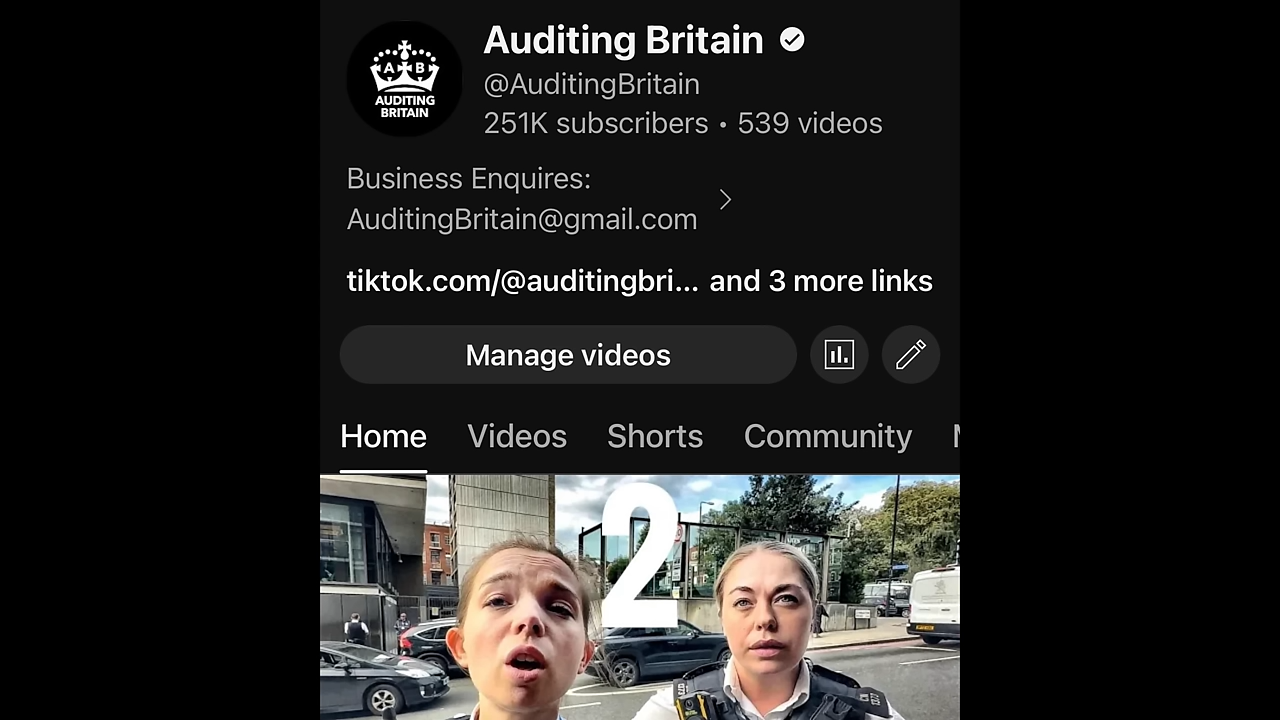 A B
AUDITING
BRITAIN
Auditing Britain
@AuditingBritain
251K subscribers • 539 videos
Business Enquires:
AuditingBritain@gmail.com
tiktok.com/@auditingbri... and 3 more links
Manage videos
Home Videos Shorts Community
2